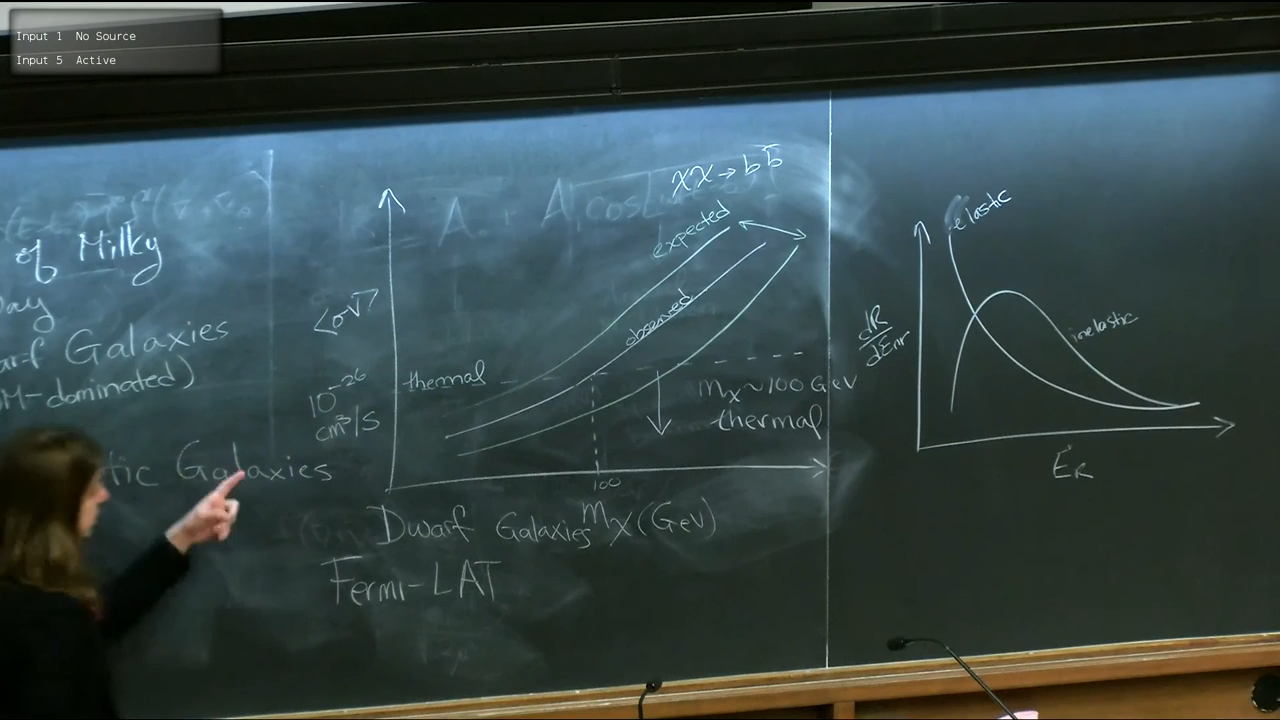 Input 1 No Source
Input 5 Active
of Milky
Way
Galaxies
DM-dominated)
tic Galaxies
χχ → b b̄
expected
observed
<σv>
thermal
10⁻²⁶
cm³/s
mχ ~ 100 GeV
thermal
100
mχ (GeV)
Dwarf Galaxies
Fermi-LAT
elastic
inelastic
dR
dEnr
ER